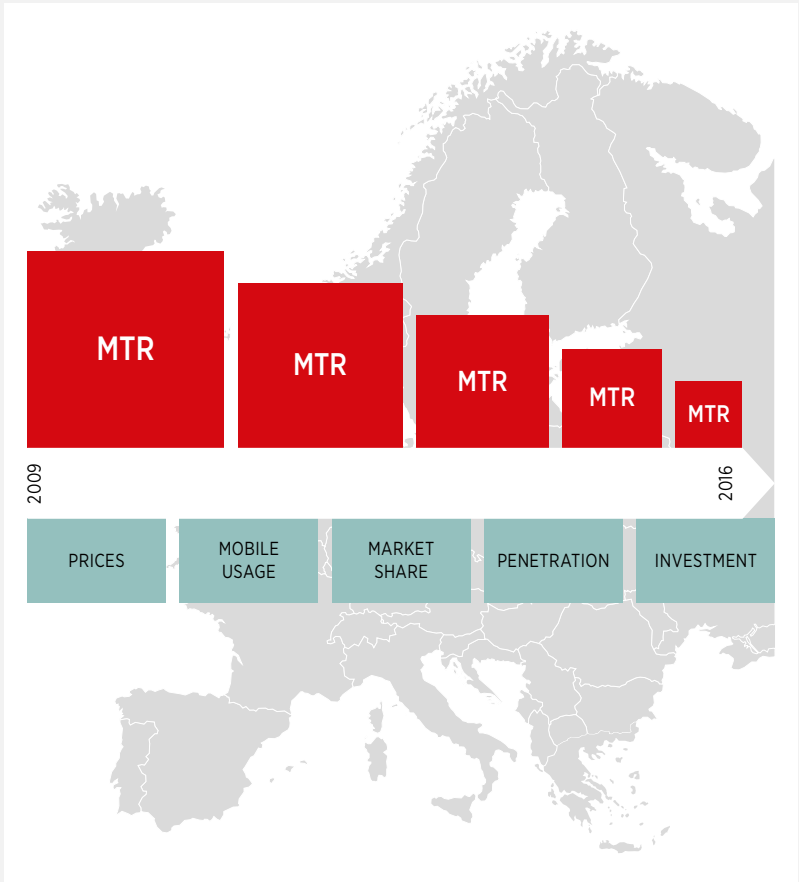 MTR
MTR
MTR
MTR
MTR
2009
2016
PRICES
MOBILE
USAGE
MARKET
SHARE
PENETRATION
INVESTMENT